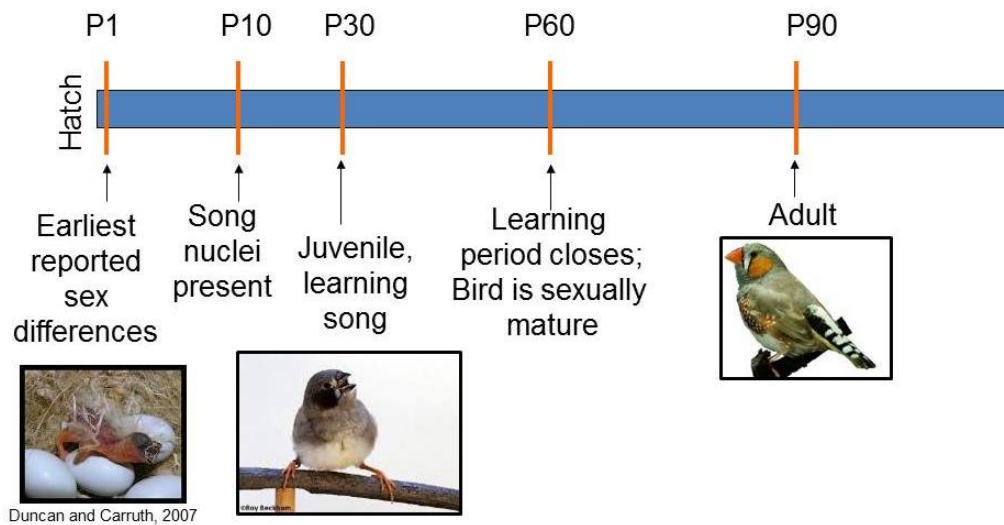 P1
P10
P30
P60
P90
Hatch
Earliest
reported
sex
differences
Song
nuclei
present
Juvenile,
learning
song
Learning
period closes;
Bird is sexually
mature
Adult
©Roy Beckham
Duncan and Carruth, 2007